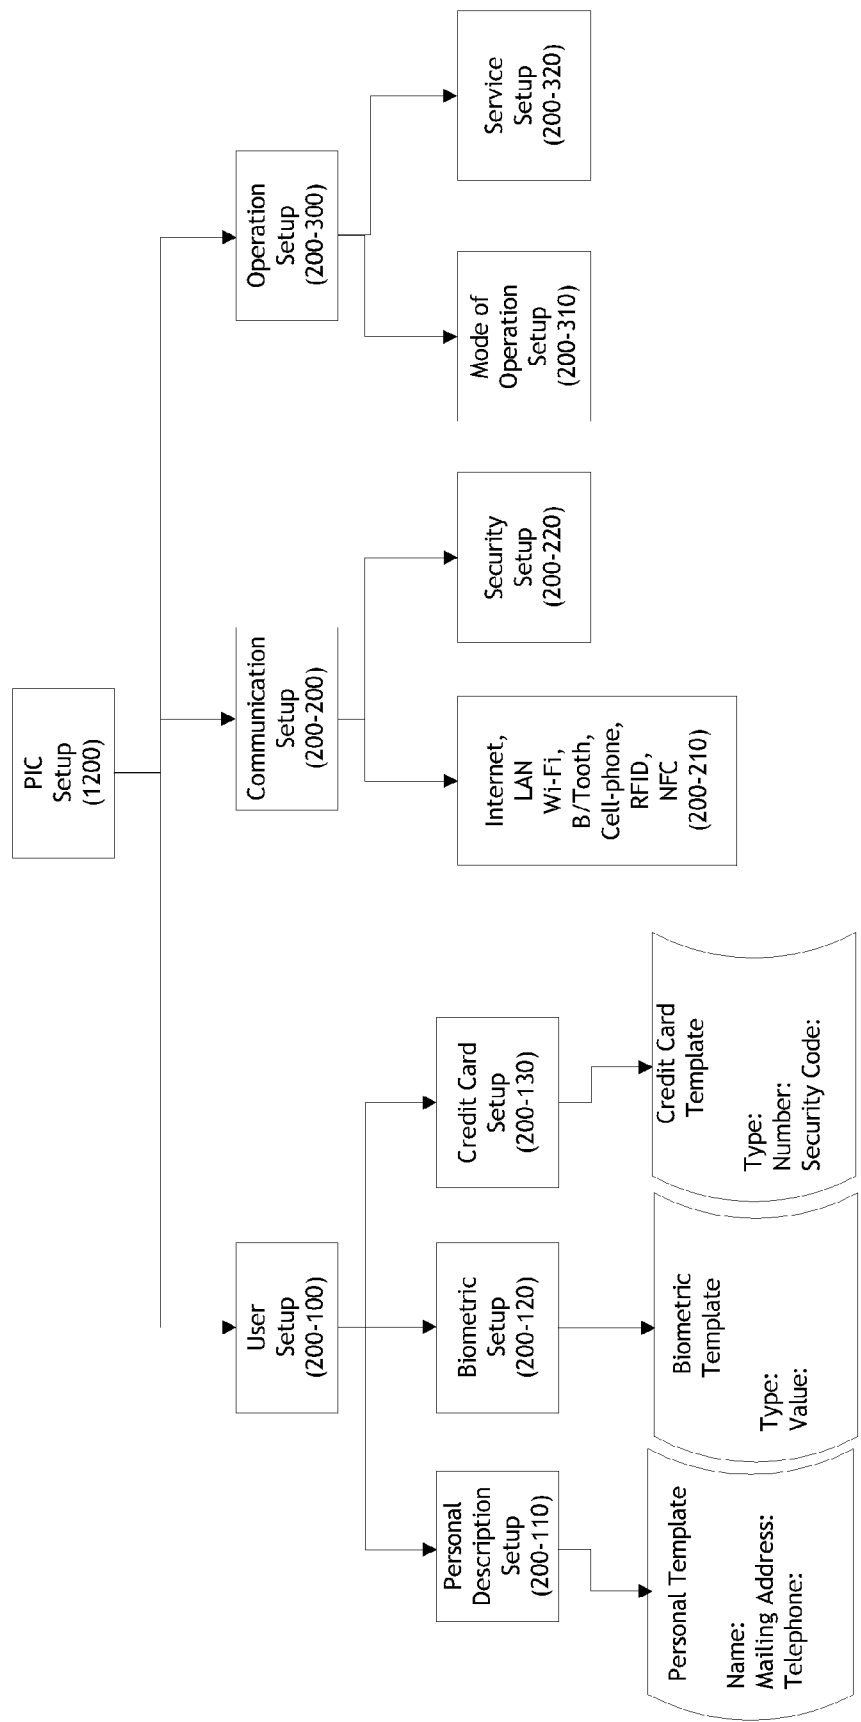 PIC
Setup
(1200)
User
Setup
(200-100)
Communication
Setup
(200-200)
Operation
Setup
(200-300)
Personal
Description
Setup
(200-110)
Biometric
Setup
(200-120)
Credit Card
Setup
(200-130)
Internet,
LAN
Wi-Fi,
B/Tooth,
Cell-phone,
RFID,
NFC
(200-210)
Security
Setup
(200-220)
Mode of
Operation
Setup
(200-310)
Service
Setup
(200-320)
Personal Template
Name:
Mailing Address:
Telephone:
Biometric
Template
Type:
Value:
Credit Card
Template
Type:
Number:
Security Code: